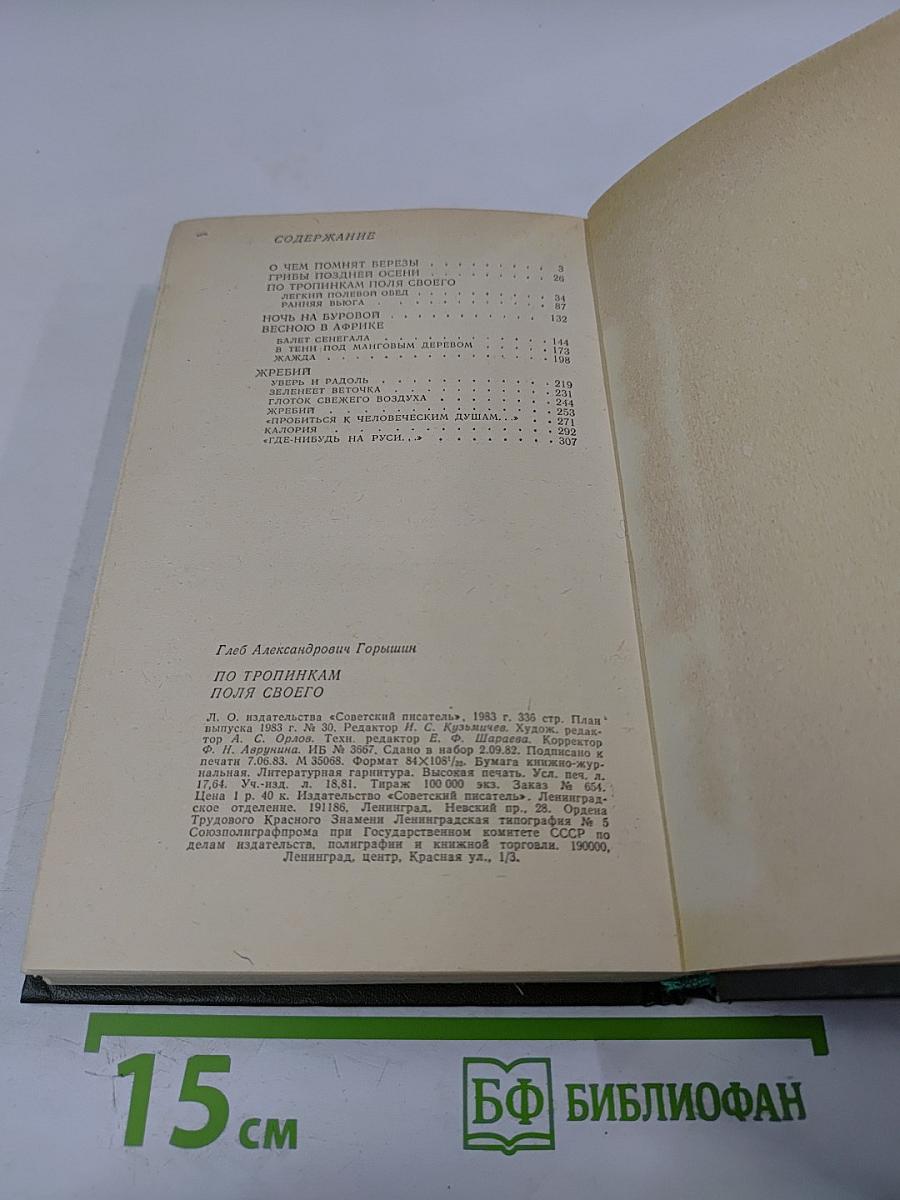 СОДЕРЖАНИЕ
О ЧЕМ ПОМНЯТ БЕРЕЗЫ . . . . . . . . . 3
ГРИБЫ ПОЗДНЕЙ ОСЕНИ . . . . . . . . . 26
ПО ТРОПИНКАМ ПОЛЯ СВОЕГО
ЛЕГКИЙ ПОЛЕВОЙ ОБЕД . . . . . . . . . 34
РАННЯЯ ВЬЮГА . . . . . . . . . 87
НОЧЬ НА БУРОВОЙ . . . . . . . . . 132
ВЕСНОЮ В АФРИКЕ
БАЛЕТ СЕНЕГАЛА . . . . . . . . . 144
В ТЕНИ ПОД МАНГОВЫМ ДЕРЕВОМ . . . . . 173
ЖАЖДА . . . . . . . . . 198
ЖРЕБИЙ
УВЕРЬ И РАДОЛЬ . . . . . . . . . 219
ЗЕЛЕНЕЕТ ВЕТОЧКА . . . . . . . . . 231
ГЛОТОК СВЕЖЕГО ВОЗДУХА . . . . . . . 244
ЖРЕБИЙ . . . . . . . . . 253
«ПРОБИТЬСЯ К ЧЕЛОВЕЧЕСКИМ ДУШАМ...» . . 271
КАЛОРИЯ . . . . . . . . . 292
«ГДЕ-НИБУДЬ НА РУСИ...» . . . . . . . 307
Глеб Александрович Горышин
ПО ТРОПИНКАМ
ПОЛЯ СВОЕГО
Л. О. издательства «Советский писатель», 1983 г. 336 стр. План
выпуска 1983 г. № 30. Редактор И. С. Кузьмичев. Худож. редак-
тор А. С. Орлов. Техн. редактор Е. Ф. Шараева. Корректор
Ф. Н. Аврунина. ИБ № 3667. Сдано в набор 2.09.82. Подписано к
печати 7.06.83. М 35068. Формат 84×108¹/₃₂. Бумага книжно-жур-
нальная. Литературная гарнитура. Высокая печать. Усл. печ. л.
17,64. Уч.-изд. л. 18,81. Тираж 100 000 экз. Заказ № 654.
Цена 1 р. 40 к. Издательство «Советский писатель». Ленинград-
ское отделение. 191186, Ленинград, Невский пр., 28. Ордена
Трудового Красного Знамени Ленинградская типография № 5
Союзполиграфпрома при Государственном комитете СССР по
делам издательств, полиграфии и книжной торговли. 190000,
Ленинград, центр, Красная ул., 1/3.
15 см
БФ БИБЛИОФАН